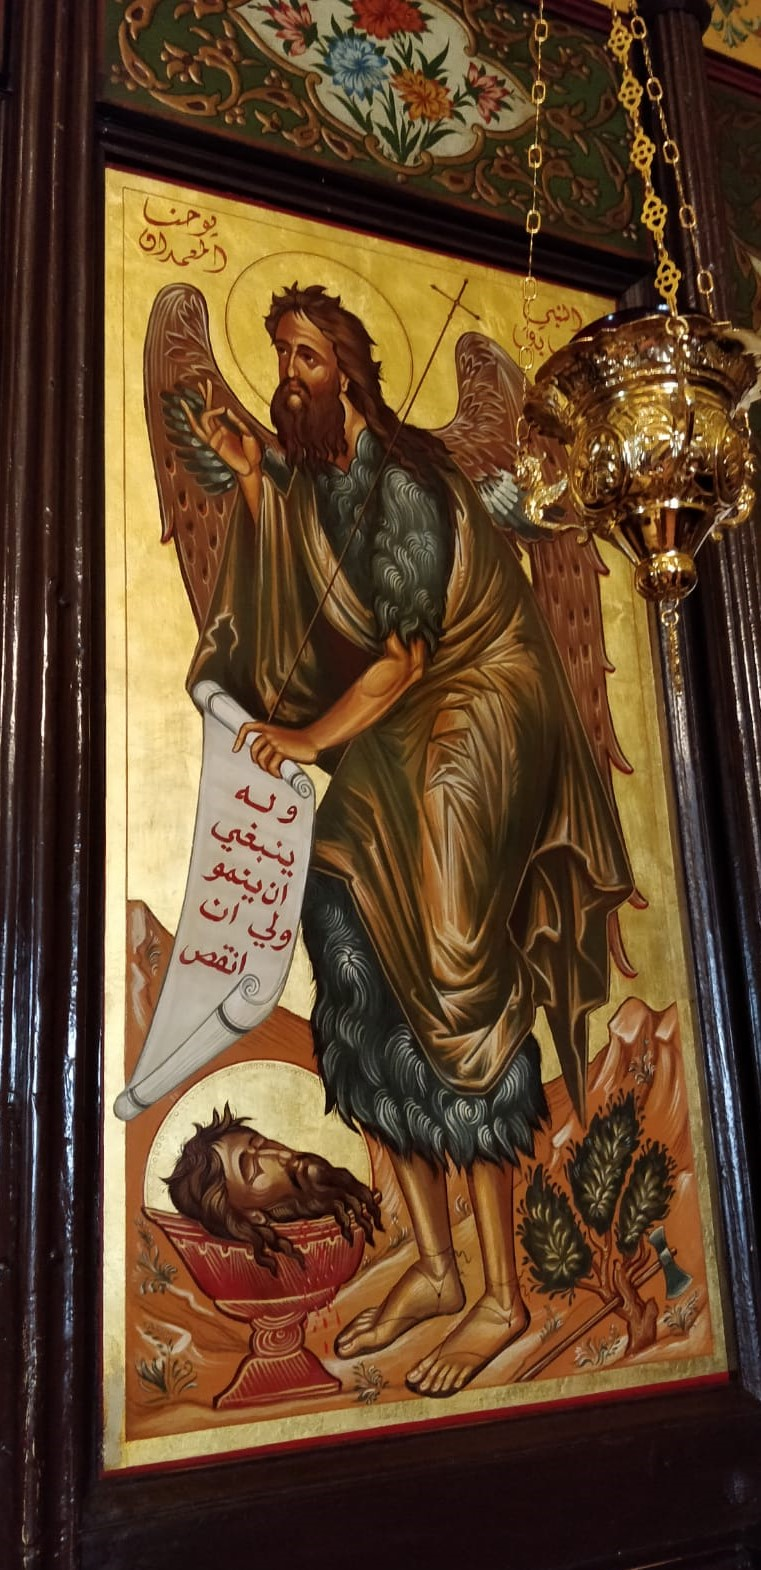 النبي
يوحنا
المعمدان
وله
ينبغي
ان ينمو
ولي ان
انقص